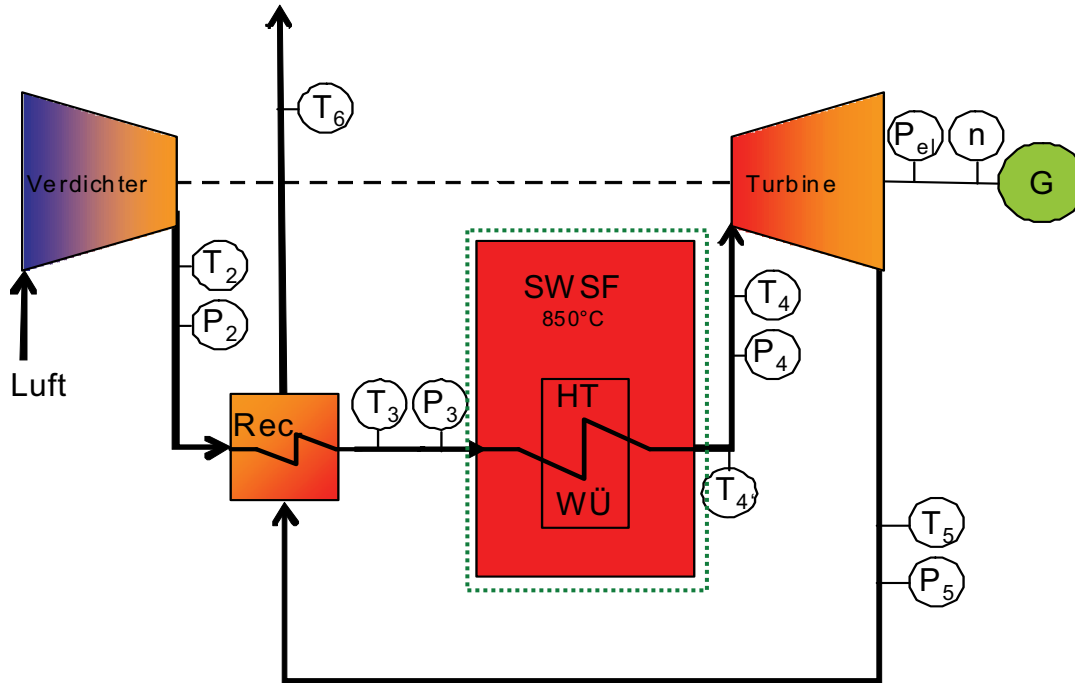 T6
Pel
n
Verdichter
Turbine
G
T2
SWSF
850°C
T4
P2
P4
Luft
T3
P3
HT
Rec
WÜ
T4'
T5
P5